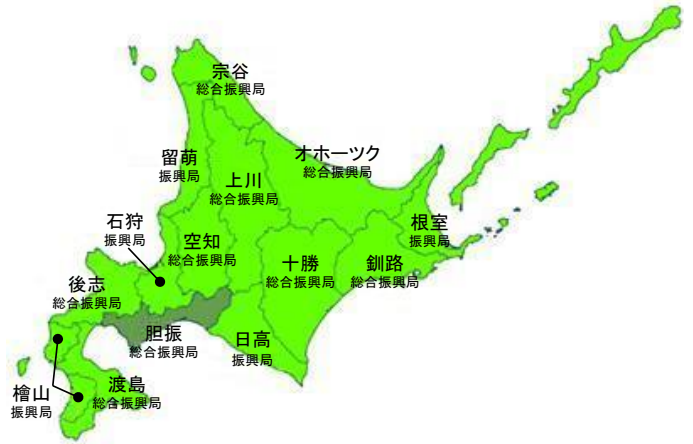 宗谷
総合振興局
留萌
振興局
オホーツク
総合振興局
上川
総合振興局
石狩
振興局
空知
総合振興局
根室
振興局
十勝
総合振興局
釧路
総合振興局
後志
総合振興局
胆振
総合振興局
日高
振興局
檜山
振興局
渡島
総合振興局